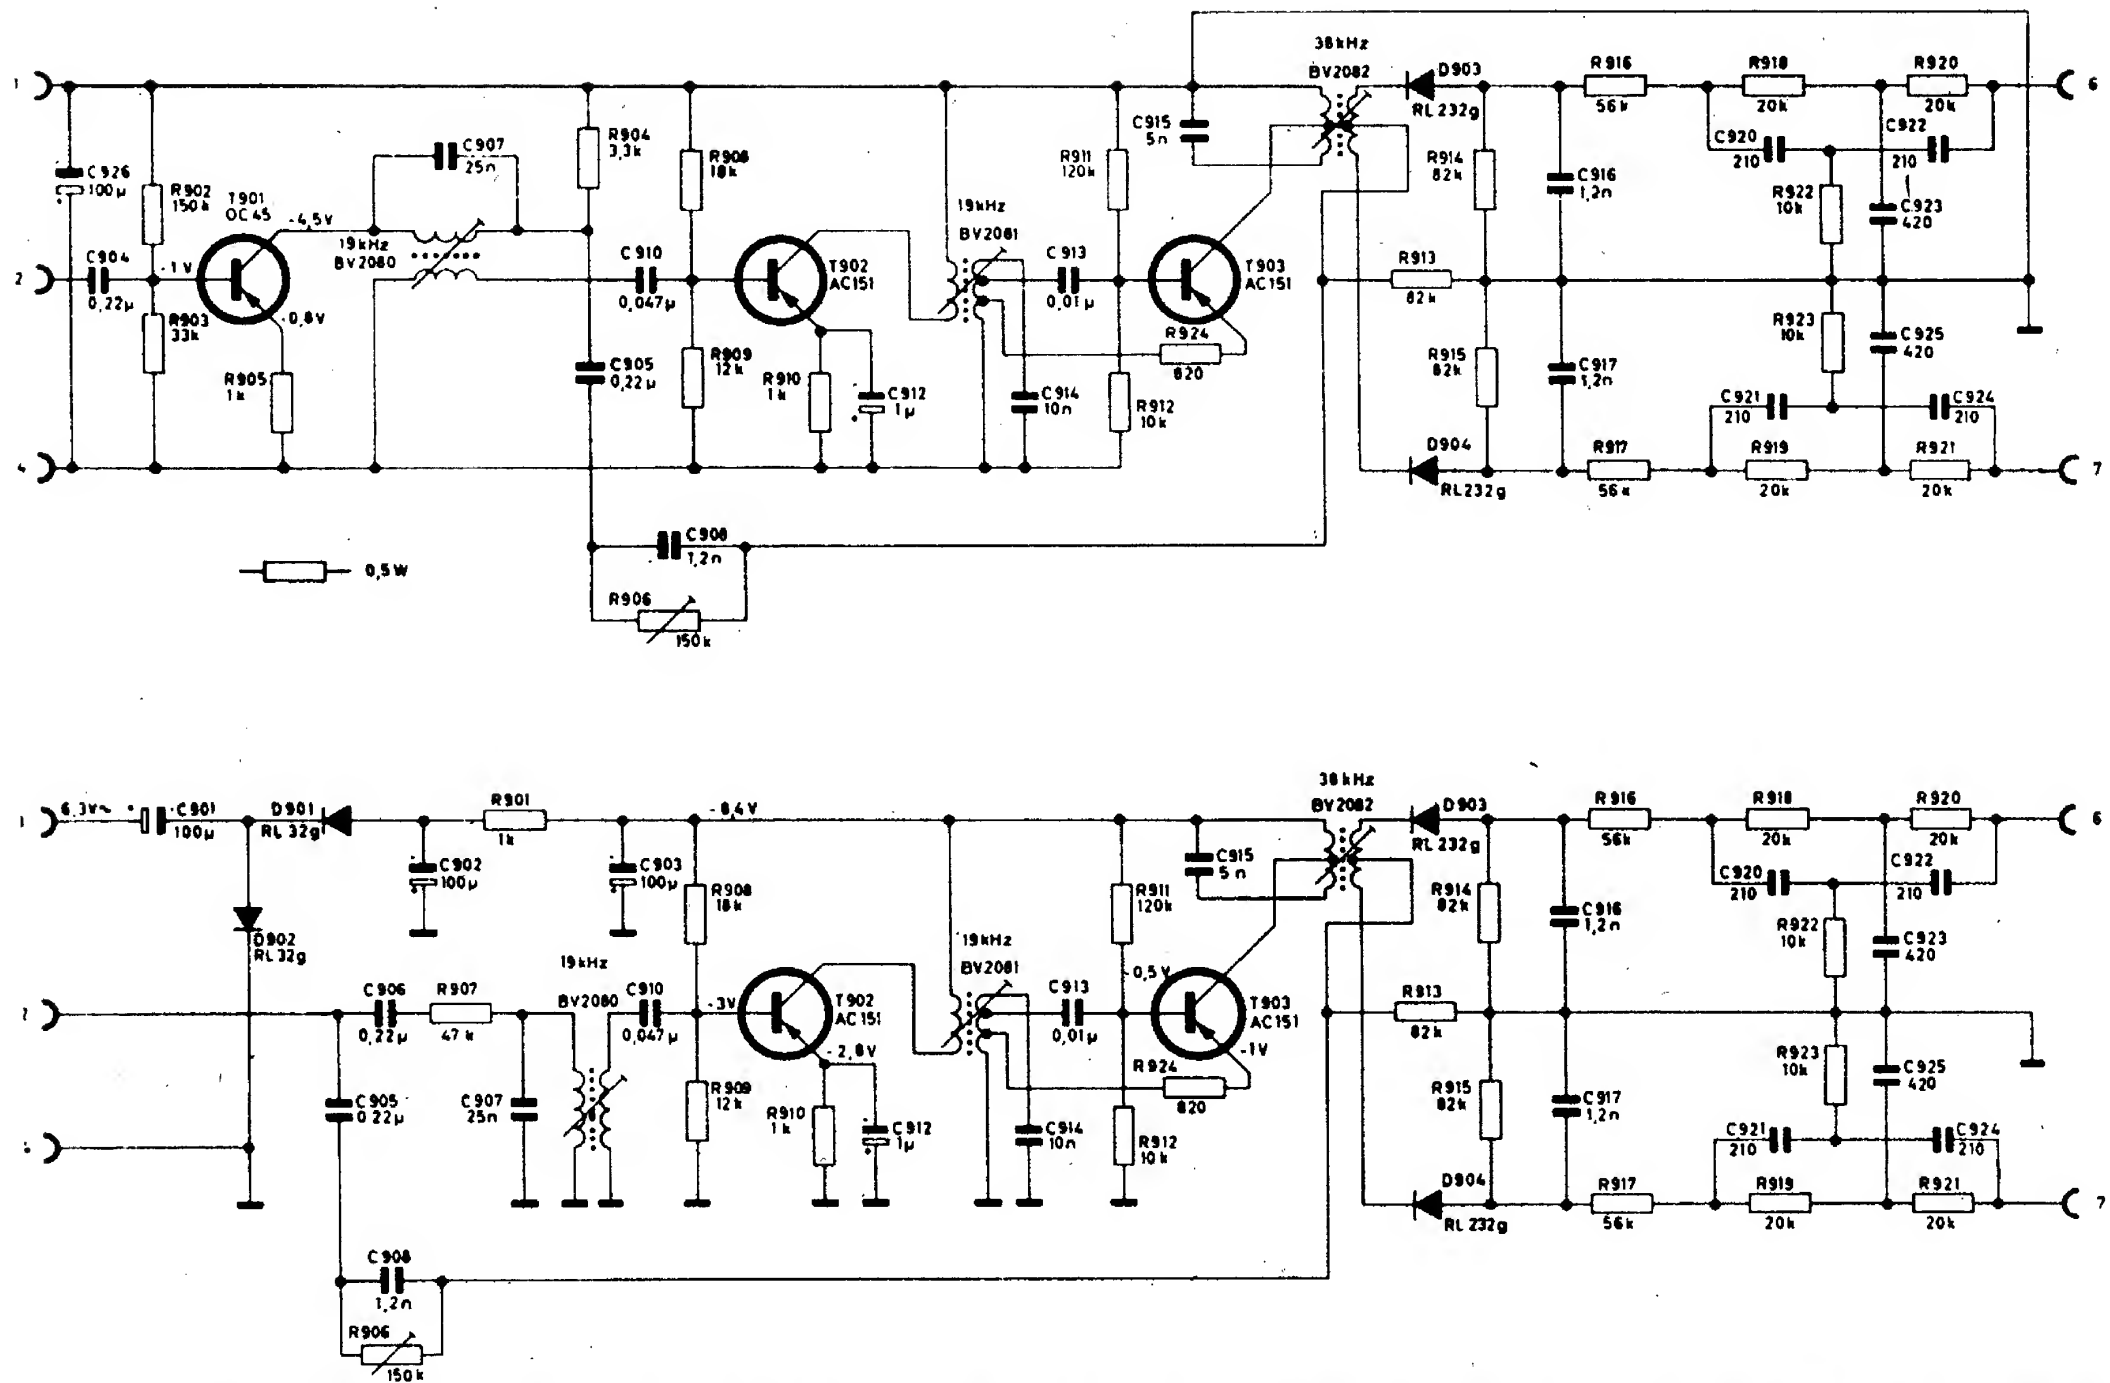 38kHz
BV2082
D903
RL232g
R916
56k
R918
20k
R920
20k
1
6
C926
100µ
R902
150k
T901
OC45
-4,5V
C907
25n
R904
3,3k
R908
18k
R911
120k
C915
5n
R914
82k
C916
1,2n
C920
210
C922
210
R922
10k
C923
420
19kHz
BV2080
19kHz
BV2081
2
C904
0,22µ
-1V
C910
0,047µ
T902
AC151
C913
0,01µ
T903
AC151
R913
82k
R903
33k
-0,8V
R905
1k
C905
0,22µ
R909
12k
R910
1k
C912
1µ
C914
10n
R924
820
R912
10k
R915
82k
C917
1,2n
R923
10k
C925
420
C921
210
C924
210
4
D904
RL232g
R917
56k
R919
20k
R921
20k
7
C908
1,2n
0,5W
R906
150k
38kHz
BV2082
6,3V~
C901
100µ
D901
RL32g
R901
1k
-8,4V
D903
RL232g
R916
56k
R918
20k
R920
20k
6
C902
100µ
C903
100µ
R908
18k
R911
120k
C915
5n
R914
82k
C916
1,2n
C920
210
C922
210
D902
RL32g
R922
10k
C923
420
19kHz
BV2080
19kHz
BV2081
C906
0,22µ
R907
47k
C910
0,047µ
-3V
T902
AC151
-2,8V
C913
0,01µ
-0,5V
T903
AC151
-1V
R913
82k
C905
0,22µ
C907
25n
R909
12k
R910
1k
C912
1µ
C914
10n
R924
820
R912
10k
R915
82k
C917
1,2n
R923
10k
C925
420
C921
210
C924
210
D904
RL232g
R917
56k
R919
20k
R921
20k
7
C908
1,2n
R906
150k